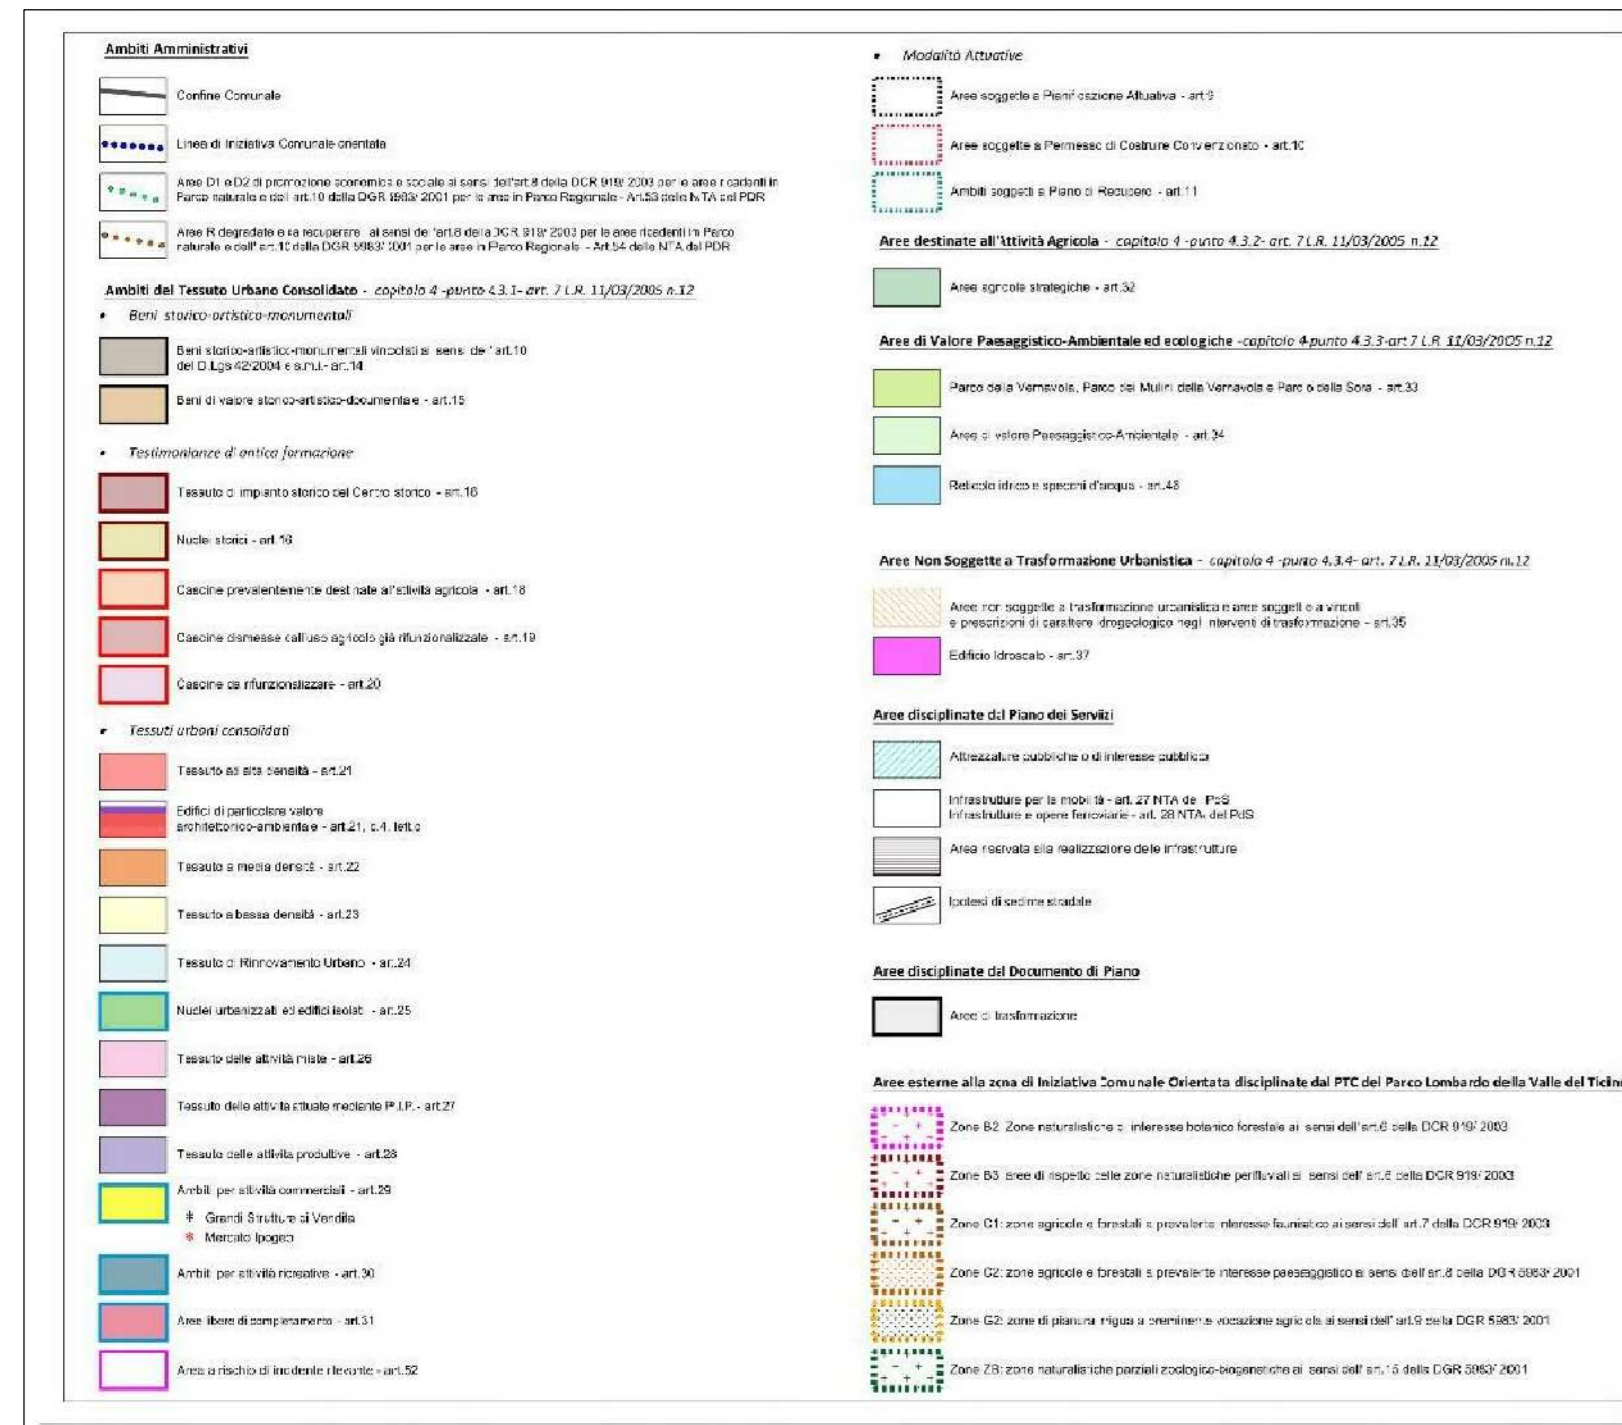 Ambiti Amministrativi
Confine Comunale
Linea di Iniziativa Comunale orientata
Aree D1 e D2 di promozione economica e sociale ai sensi dell'art.8 della DCR 919/ 2003 per le aree ricadenti in
Parco naturale e dell'art.10 della DGR 5983/ 2001 per le aree in Parco Regionale - Art.53 delle NTA del PDR
Aree R degradate e da recuperare ai sensi dell'art.8 della DCR 919/ 2003 per le aree ricadenti in Parco
naturale e dell'art.10 della DGR 5983/ 2001 per le aree in Parco Regionale - Art.54 delle NTA del PDR
Ambiti del Tessuto Urbano Consolidato - capitolo 4 -punto 4.3.1- art. 7 L.R. 11/03/2005 n.12
• Beni storico-artistico-monumentali
Beni storico-artistico-monumentali vincolati ai sensi dell'art.10
del D.Lgs 42/2004 e s.m.i.- art.14
Beni di valore storico-artistico-documentale - art.15
• Testimonianze di antica formazione
Tessuto di impianto storico del Centro storico - art.16
Nuclei storici - art.16
Cascine prevalentemente destinate all'attività agricola - art.18
Cascine dismesse dall'uso agricolo già rifunzionalizzate - art.19
Cascine da rifunzionalizzare - art.20
• Tessuti urbani consolidati
Tessuto ad alta densità - art.21
Edifici di particolare valore
architettonico-ambientale - art.21, c.4, lett.c
Tessuto a media densità - art.22
Tessuto a bassa densità - art.23
Tessuto di Rinnovamento Urbano - art.24
Nuclei urbanizzati ed edifici isolati - art.25
Tessuto delle attività miste - art.26
Tessuto delle attività attuate mediante P.I.P.- art.27
Tessuto delle attività produttive - art.28
Ambiti per attività commerciali - art.29
* Grandi Strutture di Vendita
* Mercato Ipogeo
Ambiti per attività ricreative - art.30
Aree libere di completamento - art.31
Area a rischio di incidente rilevante - art.52
• Modalità Attuative
Aree soggette a Pianificazione Attuativa - art.9
Aree soggette a Permesso di Costruire Convenzionato - art.10
Ambiti soggetti a Piano di Recupero - art.11
Aree destinate all'Attività Agricola - capitolo 4 -punto 4.3.2- art. 7 L.R. 11/03/2005 n.12
Aree agricole strategiche - art.32
Aree di Valore Paesaggistico-Ambientale ed ecologiche -capitolo 4-punto 4.3.3-art 7 L.R. 11/03/2005 n.12
Parco della Vernavola, Parco dei Mulini della Vernavola e Parco della Sora - art.33
Aree di valore Paesaggistico-Ambientale - art.34
Reticolo idrico e specchi d'acqua - art.48
Aree Non Soggette a Trasformazione Urbanistica - capitolo 4 -punto 4.3.4- art. 7 L.R. 11/03/2005 n.12
Aree non soggette a trasformazione urbanistica e aree soggette a vincoli
e prescrizioni di carattere idrogeologico negli interventi di trasformazione - art.35
Edificio Idroscalo - art.37
Aree disciplinate dal Piano dei Servizi
Attrezzature pubbliche o di interesse pubblico
Infrastrutture per la mobilità - art. 27 NTA del PdS
Infrastrutture e opere ferroviarie - art. 28 NTA del PdS
Area riservata alla realizzazione delle infrastrutture
Ipotesi di sedime stradale
Aree disciplinate dal Documento di Piano
Aree di trasformazione
Aree esterne alla zona di Iniziativa Comunale Orientata disciplinate dal PTC del Parco Lombardo della Valle del Ticino
Zone B2: Zone naturalistiche di interesse botanico forestale ai sensi dell'art.6 della DCR 919/ 2003
Zone B3: aree di rispetto delle zone naturalistiche perifluviali ai sensi dell'art.6 della DCR 919/ 2003
Zone C1: zone agricole e forestali a prevalente interesse faunistico ai sensi dell'art.7 della DCR 919/ 2003
Zone C2: zone agricole e forestali a prevalente interesse paesaggistico ai sensi dell'art.8 della DGR 5983/ 2001
Zone G2: zone di pianura irrigua a preminente vocazione agricola ai sensi dell'art.9 della DGR 5983/ 2001
Zone ZB: zone naturalistiche parziali zoologico-biogenetiche ai sensi dell'art.15 della DGR 5983/ 2001